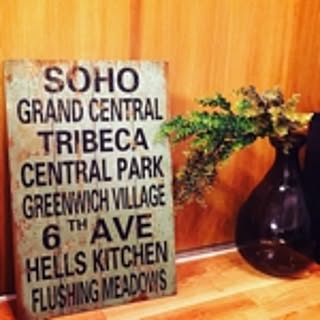 SOHO
GRAND CENTRAL
TRIBECA
CENTRAL PARK
GREENWICH VILLAGE
6TH AVE
HELLS KITCHEN
FLUSHING MEADOWS